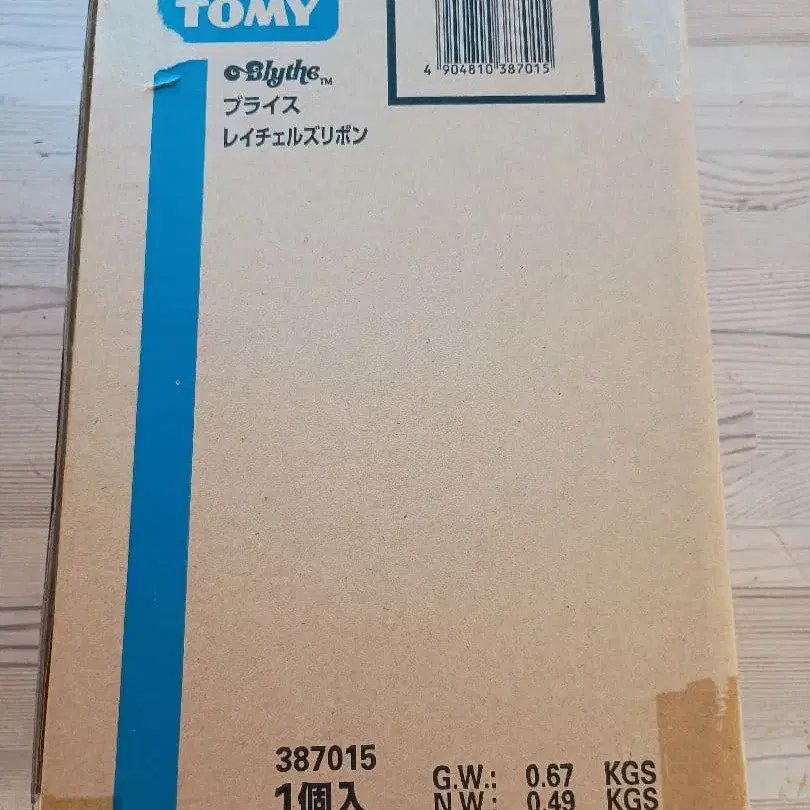 TOMY
Blythe™
ブライス
レイチェルズリボン
4 904810 387015
387015
1個入
G.W.: 0.67 KGS
N.W.: 0.49 KGS